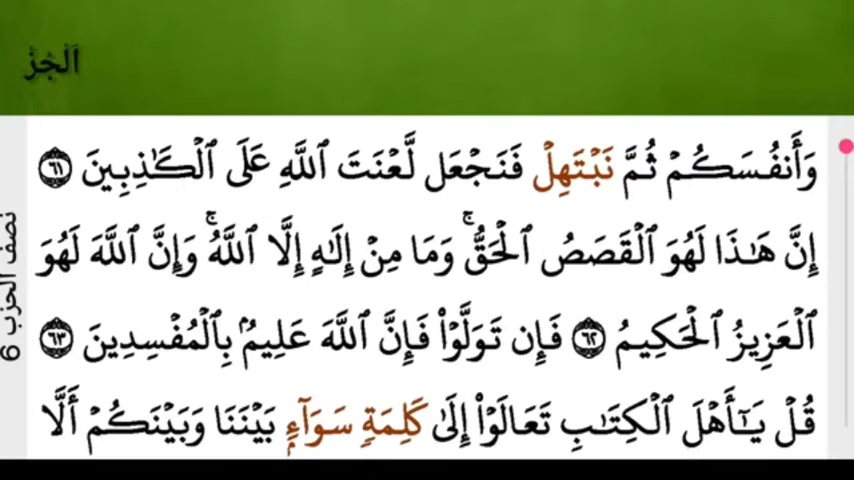 ٱلْجُزْ
وَأَنفُسَكُمْ ثُمَّ نَبْتَهِلْ فَنَجْعَل لَّعْنَتَ ٱللَّهِ عَلَى ٱلْكَٰذِبِينَ ٦١
إِنَّ هَٰذَا لَهُوَ ٱلْقَصَصُ ٱلْحَقُّ ۚ وَمَا مِنْ إِلَٰهٍ إِلَّا ٱللَّهُ ۚ وَإِنَّ ٱللَّهَ لَهُوَ
ٱلْعَزِيزُ ٱلْحَكِيمُ ٦٢ فَإِن تَوَلَّوْا۟ فَإِنَّ ٱللَّهَ عَلِيمٌۢ بِٱلْمُفْسِدِينَ ٦٣
قُلْ يَٰٓأَهْلَ ٱلْكِتَٰبِ تَعَالَوْا۟ إِلَىٰ كَلِمَةٍ سَوَآءٍۭ بَيْنَنَا وَبَيْنَكُمْ أَلَّا
نصف الحزب 6